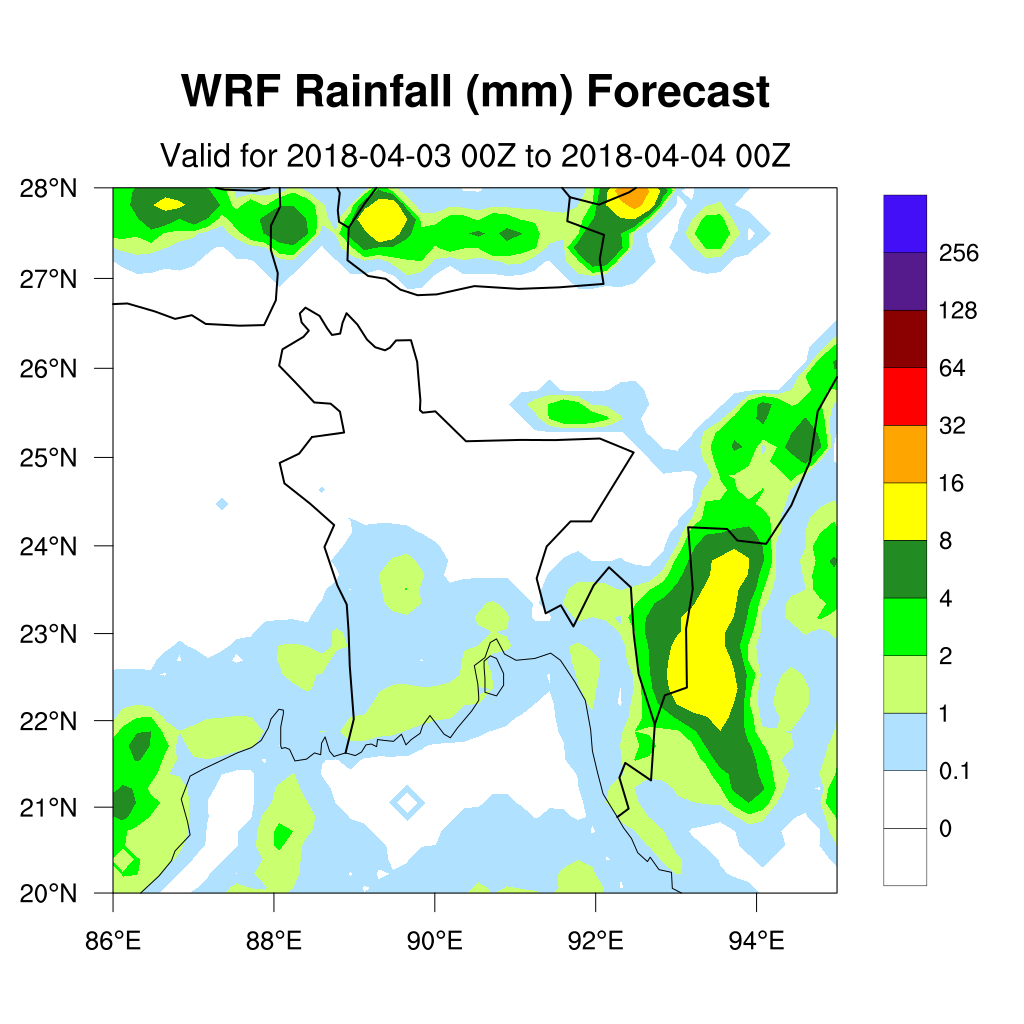 WRF Rainfall (mm) Forecast
Valid for 2018-04-03 00Z to 2018-04-04 00Z
28°N
27°N
26°N
25°N
24°N
23°N
22°N
21°N
20°N
86°E 88°E 90°E 92°E 94°E
256
128
64
32
16
8
4
2
1
0.1
0